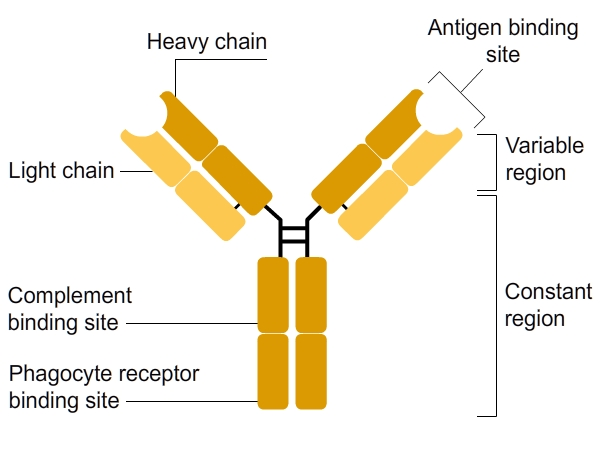 Heavy chain
Antigen binding
site
Light chain
Variable
region
Complement
binding site
Constant
region
Phagocyte receptor
binding site